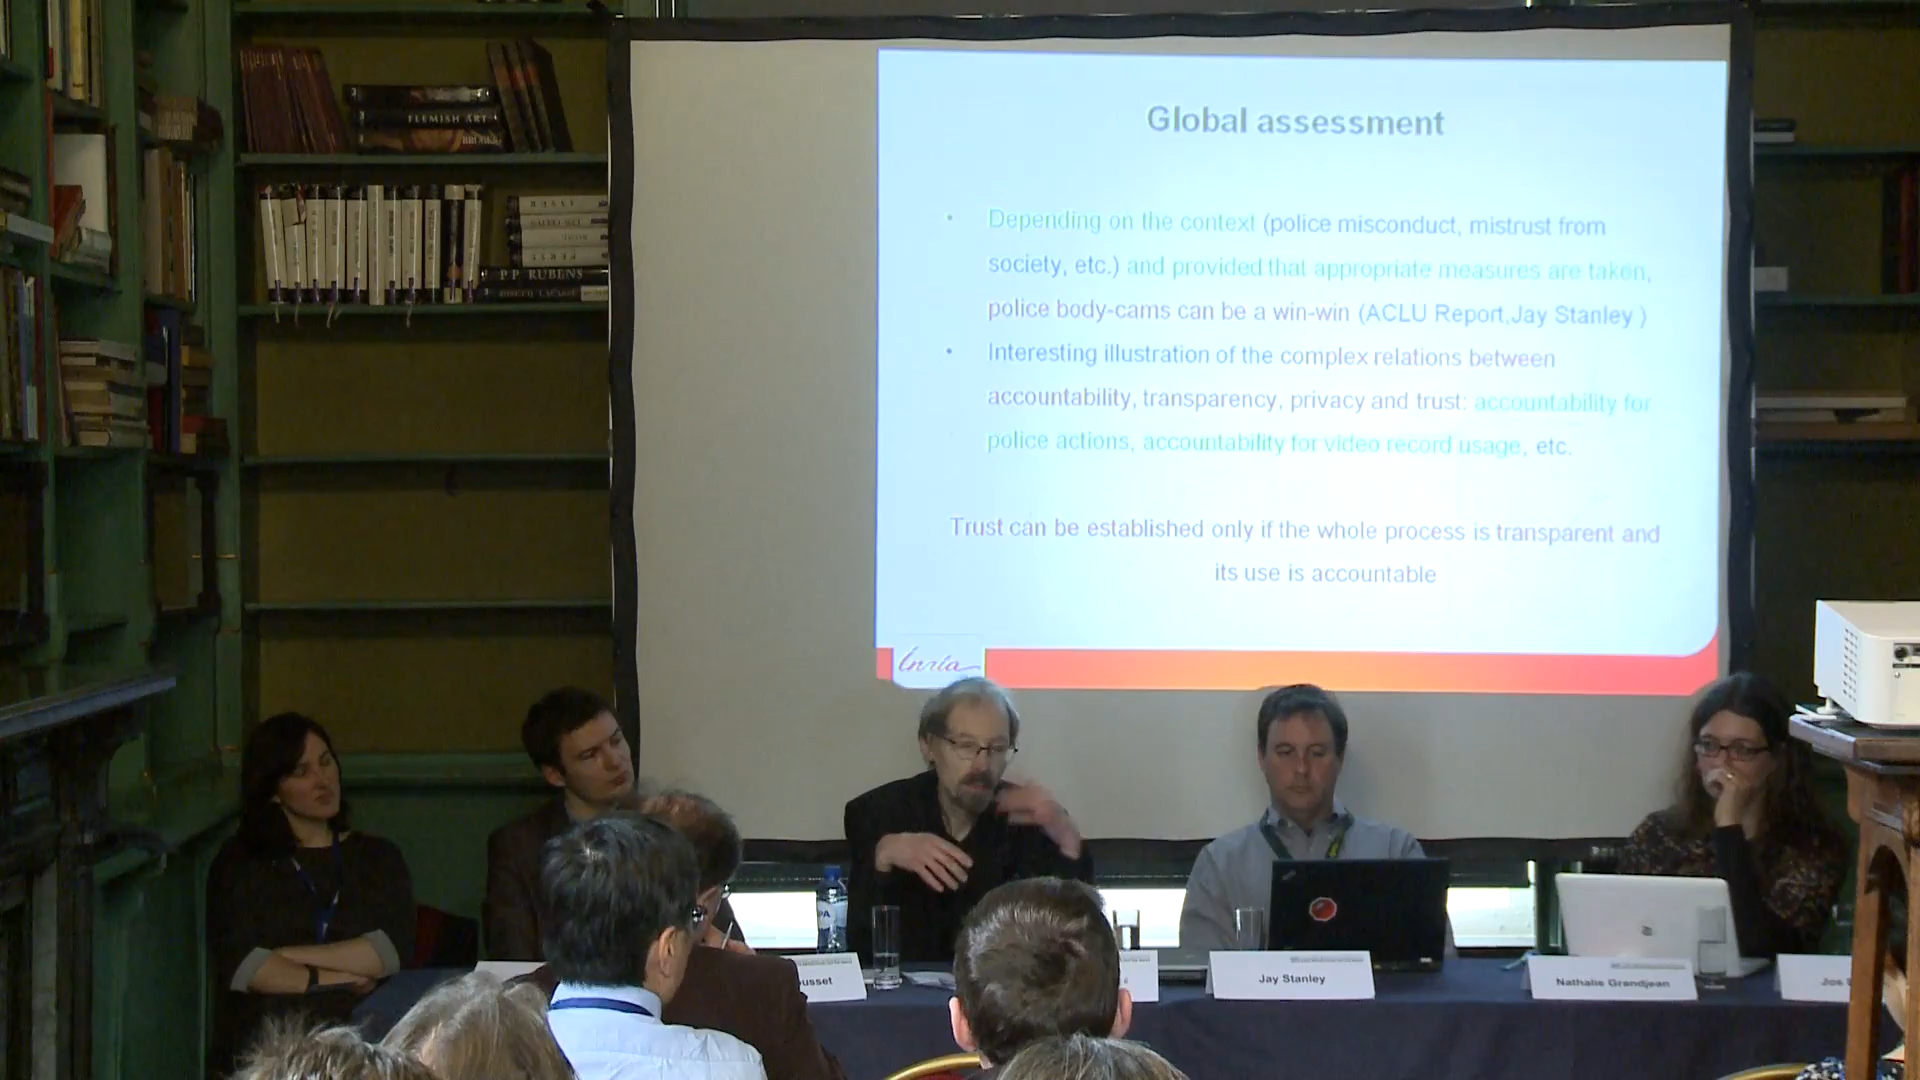 FLEMISH ART
P P RUBENS
Global assessment
• Depending on the context (police misconduct, mistrust from
society, etc.) and provided that appropriate measures are taken,
police body-cams can be a win-win (ACLU Report,Jay Stanley )
• Interesting illustration of the complex relations between
accountability, transparency, privacy and trust: accountability for
police actions, accountability for video record usage, etc.
Trust can be established only if the whole process is transparent and
its use is accountable
Inria
usset
Jay Stanley
Nathalie Grandjean
Jos